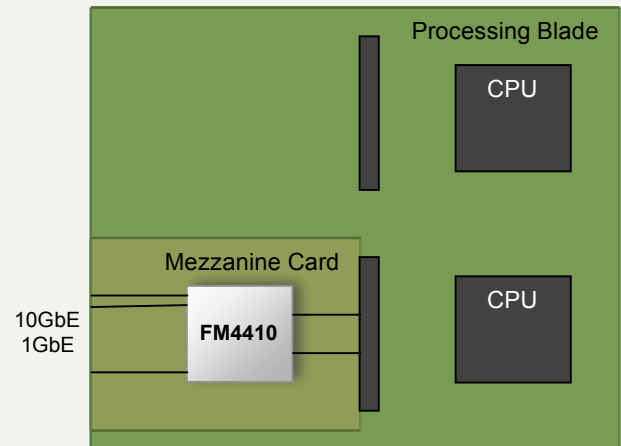 Processing Blade
CPU
Mezzanine Card
CPU
10GbE
1GbE
FM4410